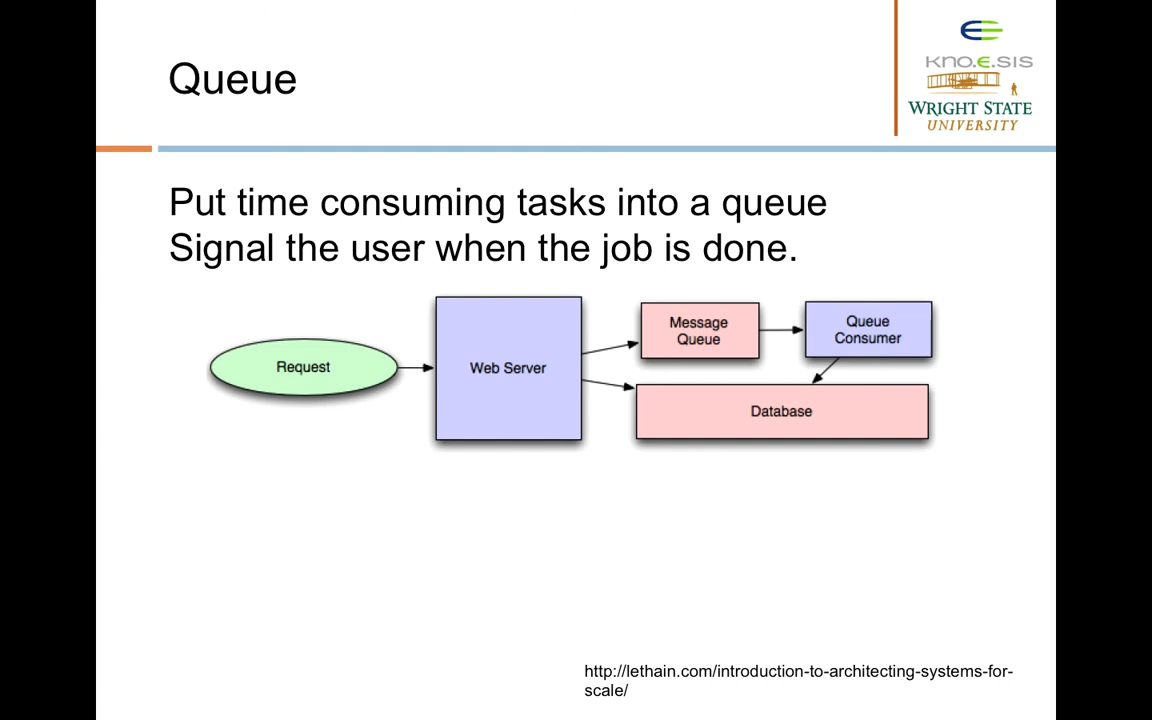 Queue
kno.e.sis
WRIGHT STATE
UNIVERSITY
Put time consuming tasks into a queue
Signal the user when the job is done.
Request
Web Server
Message
Queue
Queue
Consumer
Database
http://lethain.com/introduction-to-architecting-systems-for-
scale/